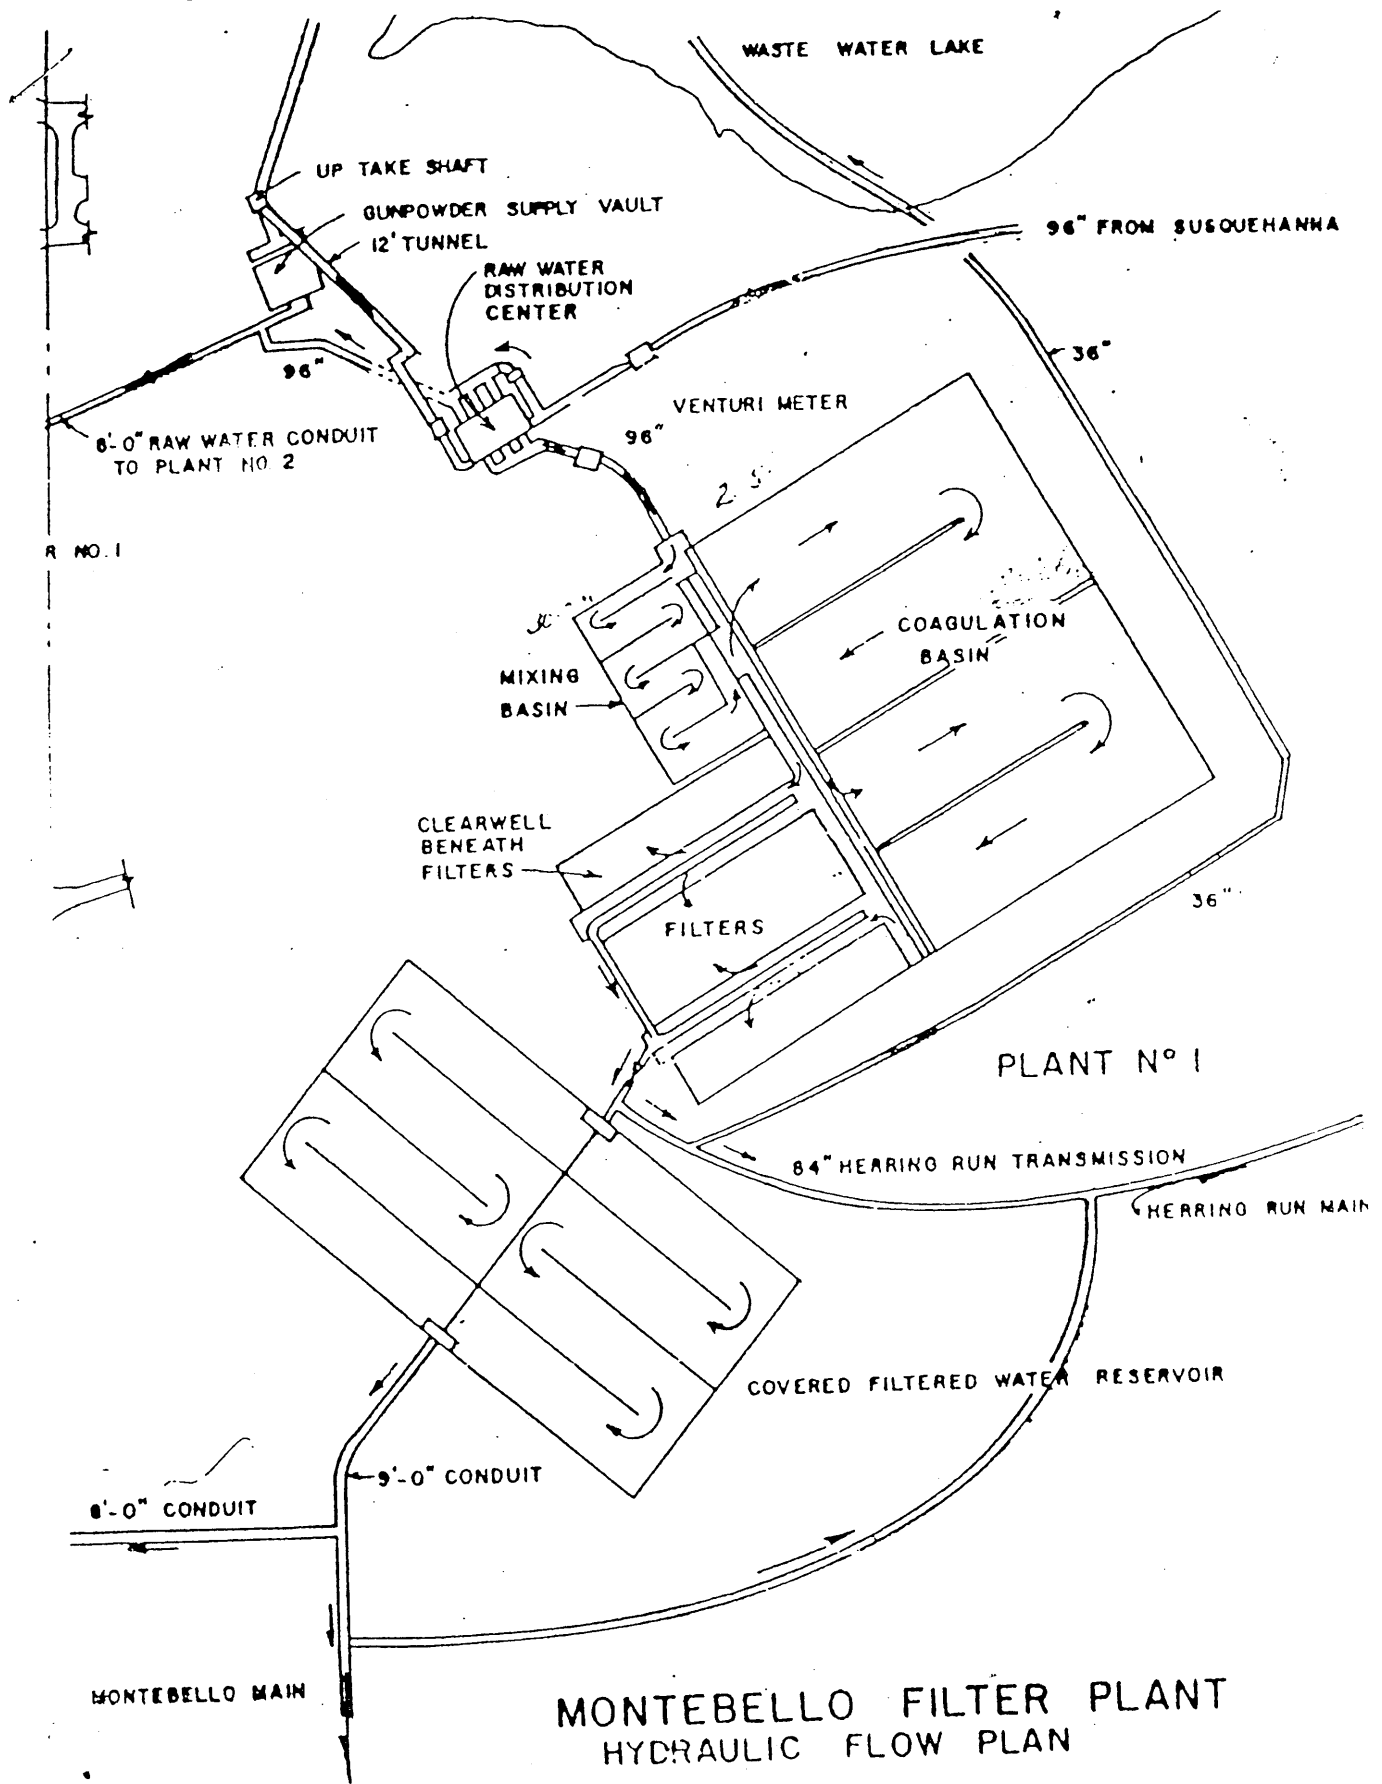 WASTE WATER LAKE
UP TAKE SHAFT
GUNPOWDER SUPPLY VAULT
12' TUNNEL
96" FROM SUSQUEHANNA
RAW WATER
DISTRIBUTION
CENTER
36"
96"
VENTURI METER
96"
8'-0" RAW WATER CONDUIT
TO PLANT NO. 2
R NO. 1
COAGULATION
BASIN
MIXING
BASIN
CLEARWELL
BENEATH
FILTERS
36"
FILTERS
PLANT Nº 1
84" HERRING RUN TRANSMISSION
HERRING RUN MAIN
COVERED FILTERED WATER RESERVOIR
9'-0" CONDUIT
8'-0" CONDUIT
MONTEBELLO MAIN
MONTEBELLO FILTER PLANT
HYDRAULIC FLOW PLAN